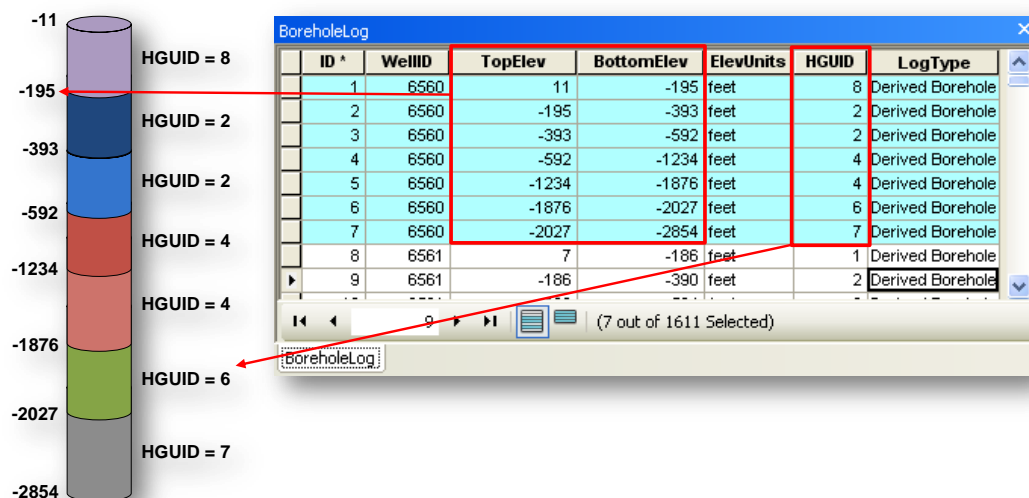 -11
HGUID = 8
-195
HGUID = 2
-393
HGUID = 2
-592
HGUID = 4
-1234
HGUID = 4
-1876
HGUID = 6
-2027
HGUID = 7
-2854
BoreholeLog
ID * WellID TopElev BottomElev ElevUnits HGUID LogType
1 6560 11 -195 feet 8 Derived Borehole
2 6560 -195 -393 feet 2 Derived Borehole
3 6560 -393 -592 feet 2 Derived Borehole
4 6560 -592 -1234 feet 4 Derived Borehole
5 6560 -1234 -1876 feet 4 Derived Borehole
6 6560 -1876 -2027 feet 6 Derived Borehole
7 6560 -2027 -2854 feet 7 Derived Borehole
8 6561 7 -186 feet 1 Derived Borehole
9 6561 -186 -390 feet 2 Derived Borehole
9 (7 out of 1611 Selected)
BoreholeLog